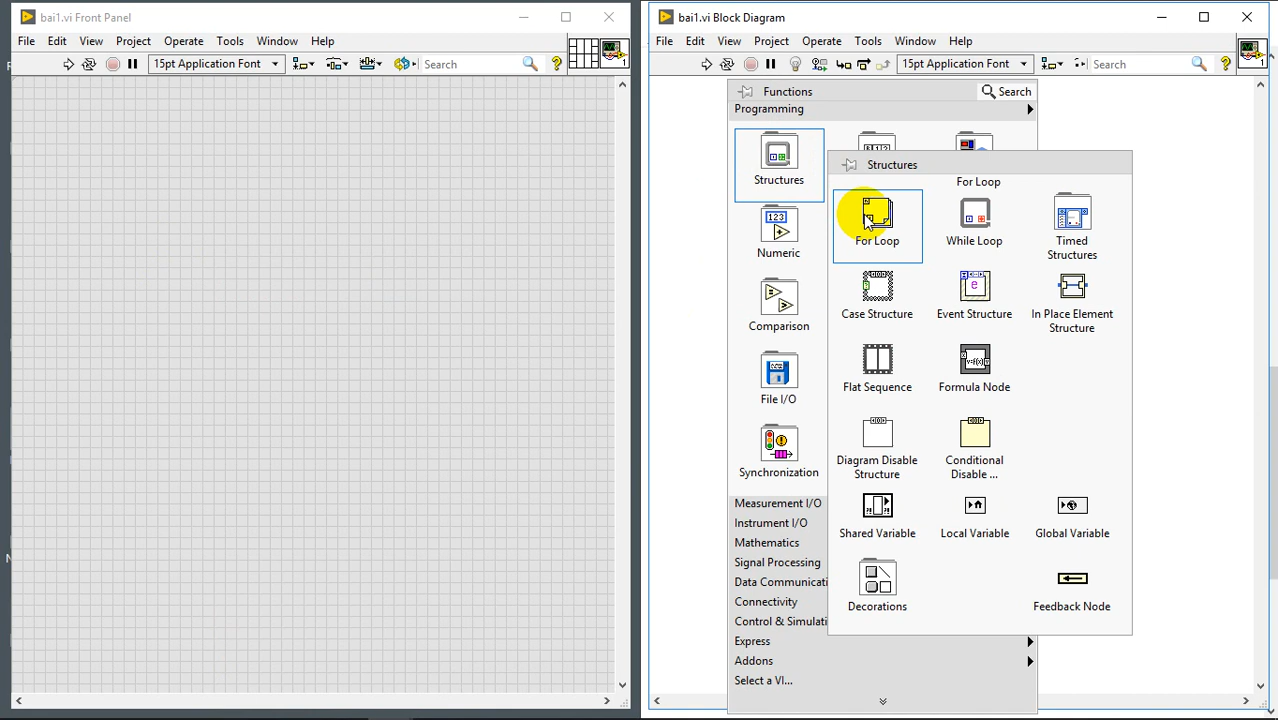 bai1.vi Front Panel
File Edit View Project Operate Tools Window Help
15pt Application Font
Search
bai1.vi Block Diagram
File Edit View Project Operate Tools Window Help
15pt Application Font
Search
Functions
Search
Programming
Structures
Numeric
Comparison
File I/O
Synchronization
Measurement I/O
Instrument I/O
Mathematics
Signal Processing
Data Communicati
Connectivity
Control & Simulati
Express
Addons
Select a VI...
Structures
For Loop
For Loop
While Loop
Timed
Structures
Case Structure
Event Structure
In Place Element
Structure
Flat Sequence
Formula Node
Diagram Disable
Structure
Conditional
Disable ...
Shared Variable
Local Variable
Global Variable
Decorations
Feedback Node